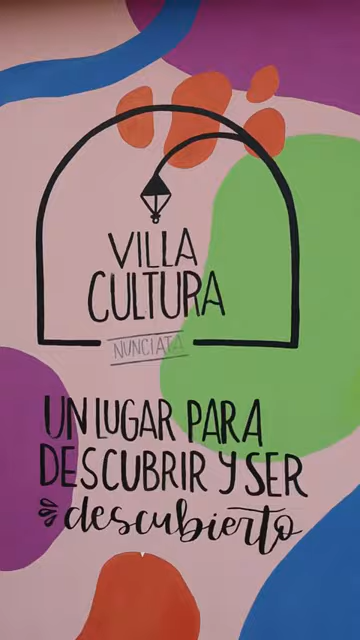 VILLA
CULTURA
NUNCIATA
UN LUGAR PARA
DESCUBRIR Y SER
descubierto